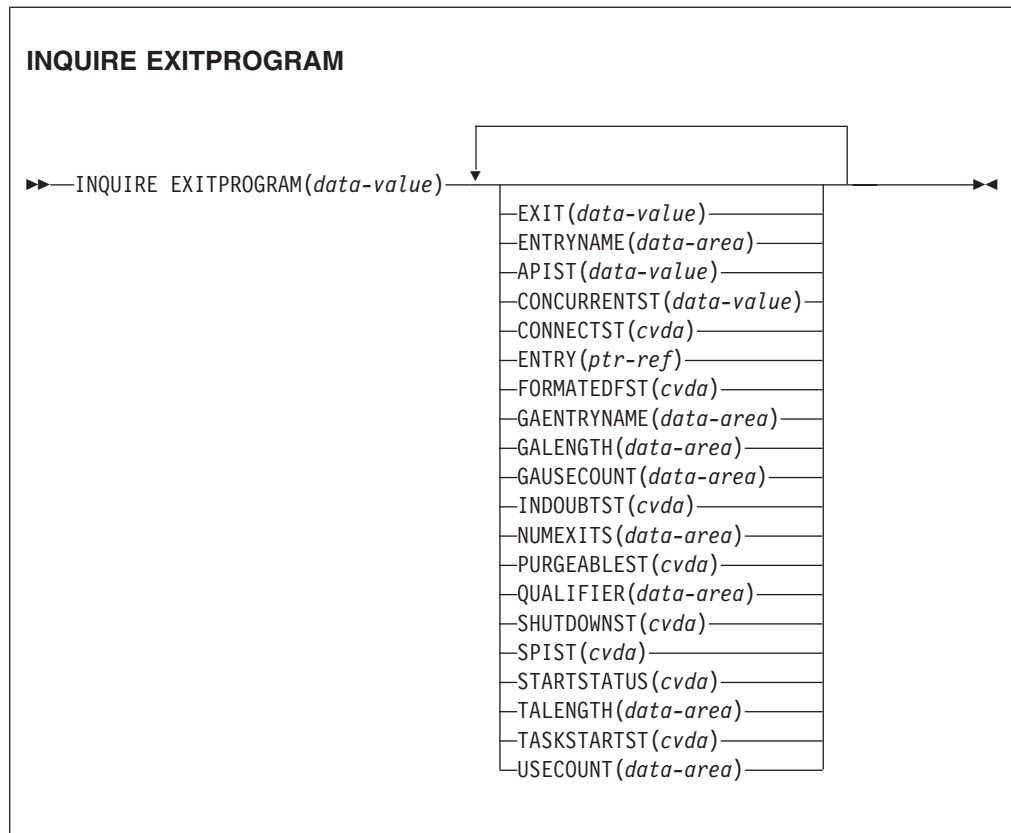 INQUIRE EXITPROGRAM
INQUIRE EXITPROGRAM(data-value)
EXIT(data-value)
ENTRYNAME(data-area)
APIST(data-value)
CONCURRENTST(data-value)
CONNECTST(cvda)
ENTRY(ptr-ref)
FORMATEDFST(cvda)
GAENTRYNAME(data-area)
GALENGTH(data-area)
GAUSECOUNT(data-area)
INDOUBTST(cvda)
NUMEXITS(data-area)
PURGEABLEST(cvda)
QUALIFIER(data-area)
SHUTDOWNST(cvda)
SPIST(cvda)
STARTSTATUS(cvda)
TALENGTH(data-area)
TASKSTARTST(cvda)
USECOUNT(data-area)